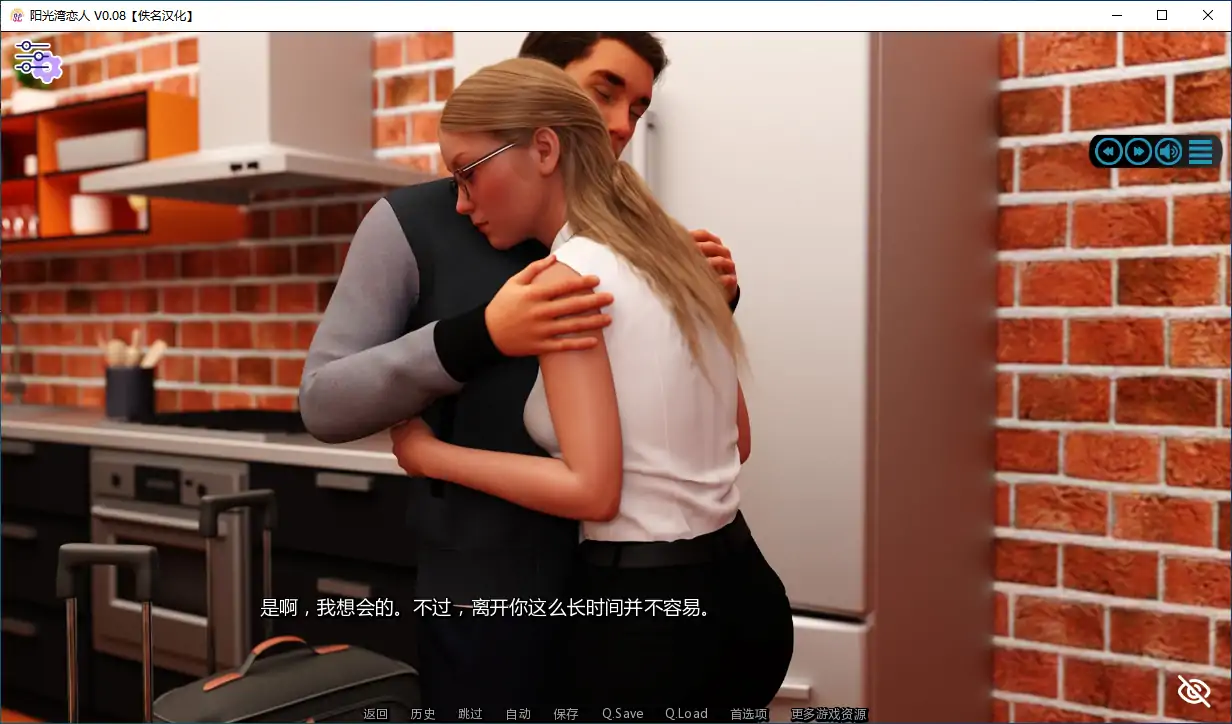 阳光湾恋人 V0.08【佚名汉化】
是啊，我想会的。不过，离开你这么长时间并不容易。
返回 历史 跳过 自动 保存 Q.Save Q.Load 首选项 更多游戏资源